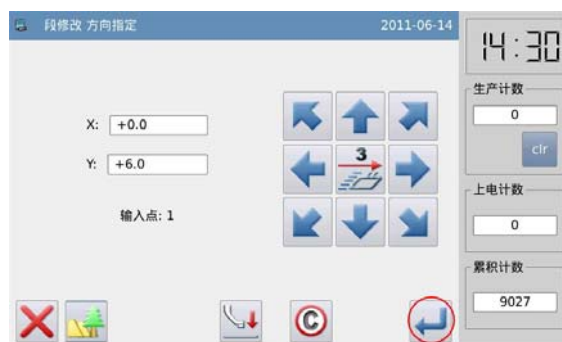 段修改 方向指定
2011-06-14
14:30
X: +0.0
Y: +6.0
输入点: 1
3
C
生产计数
0
clr
上电计数
0
累积计数
9027